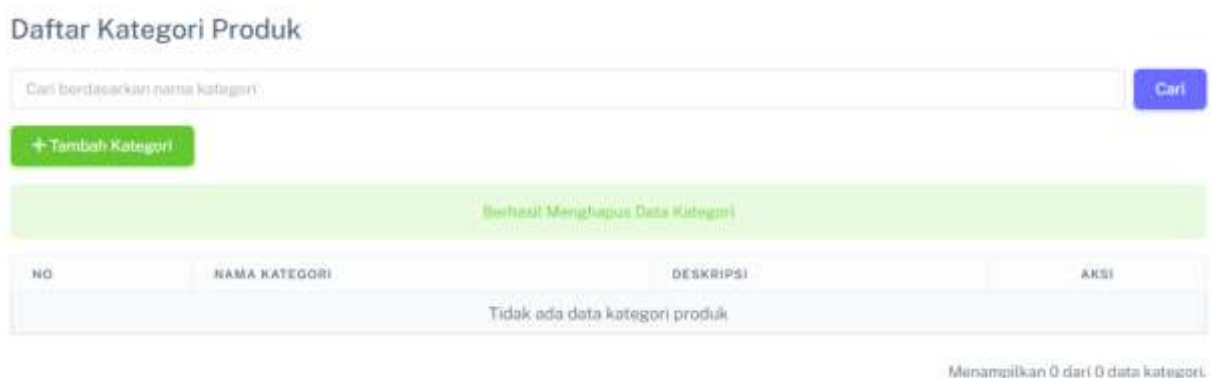 Daftar Kategori Produk
Cari berdasarkan nama kategori
Cari
+ Tambah Kategori
Berhasil Menghapus Data Kategori
NO NAMA KATEGORI DESKRIPSI AKSI
Tidak ada data kategori produk
Menampilkan 0 dari 0 data kategori.